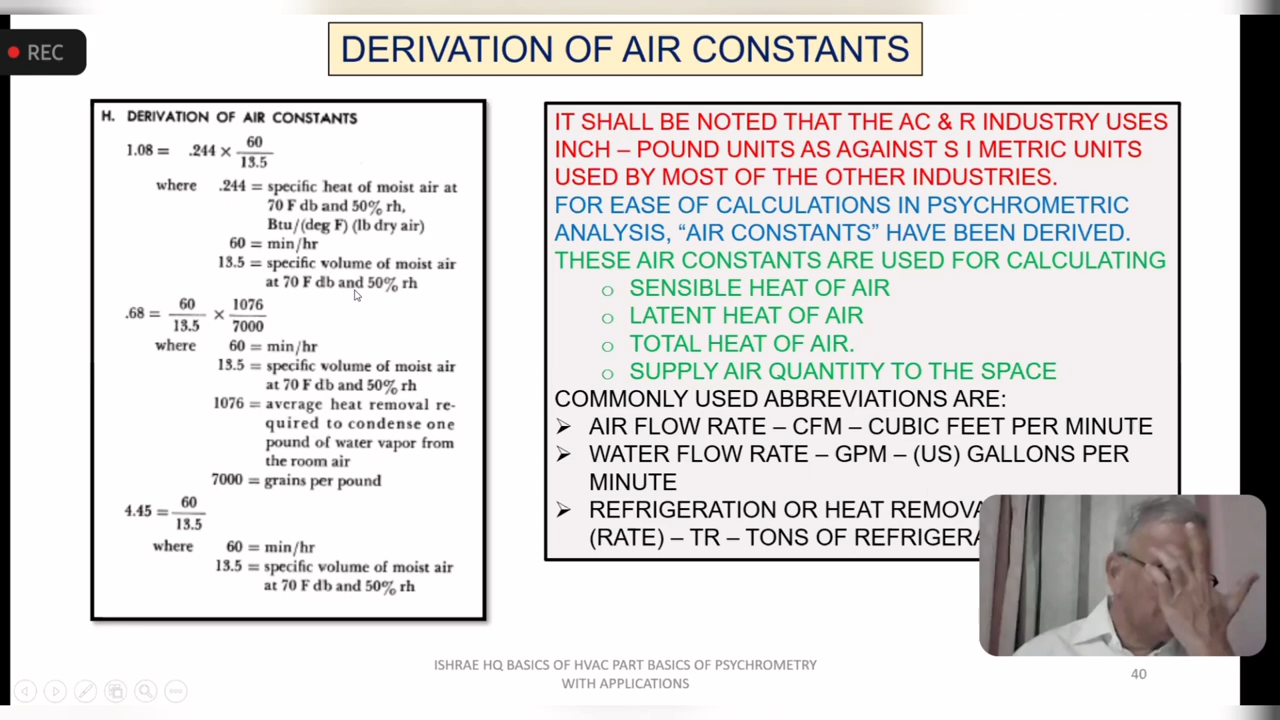 REC
DERIVATION OF AIR CONSTANTS
H. DERIVATION OF AIR CONSTANTS
1.08 = .244 × 60/13.5
where .244 = specific heat of moist air at
70 F db and 50% rh,
Btu/(deg F) (lb dry air)
60 = min/hr
13.5 = specific volume of moist air
at 70 F db and 50% rh
.68 = 60/13.5 × 1076/7000
where 60 = min/hr
13.5 = specific volume of moist air
at 70 F db and 50% rh
1076 = average heat removal re-
quired to condense one
pound of water vapor from
the room air
7000 = grains per pound
4.45 = 60/13.5
where 60 = min/hr
13.5 = specific volume of moist air
at 70 F db and 50% rh
IT SHALL BE NOTED THAT THE AC & R INDUSTRY USES
INCH – POUND UNITS AS AGAINST S I METRIC UNITS
USED BY MOST OF THE OTHER INDUSTRIES.
FOR EASE OF CALCULATIONS IN PSYCHROMETRIC
ANALYSIS, “AIR CONSTANTS” HAVE BEEN DERIVED.
THESE AIR CONSTANTS ARE USED FOR CALCULATING
o SENSIBLE HEAT OF AIR
o LATENT HEAT OF AIR
o TOTAL HEAT OF AIR.
o SUPPLY AIR QUANTITY TO THE SPACE
COMMONLY USED ABBREVIATIONS ARE:
➢ AIR FLOW RATE – CFM – CUBIC FEET PER MINUTE
➢ WATER FLOW RATE – GPM – (US) GALLONS PER
MINUTE
➢ REFRIGERATION OR HEAT
(RATE) – TR – TONS OF
ISHRAE HQ BASICS OF HVAC PART BASICS OF PSYCHROMETRY
WITH APPLICATIONS
40